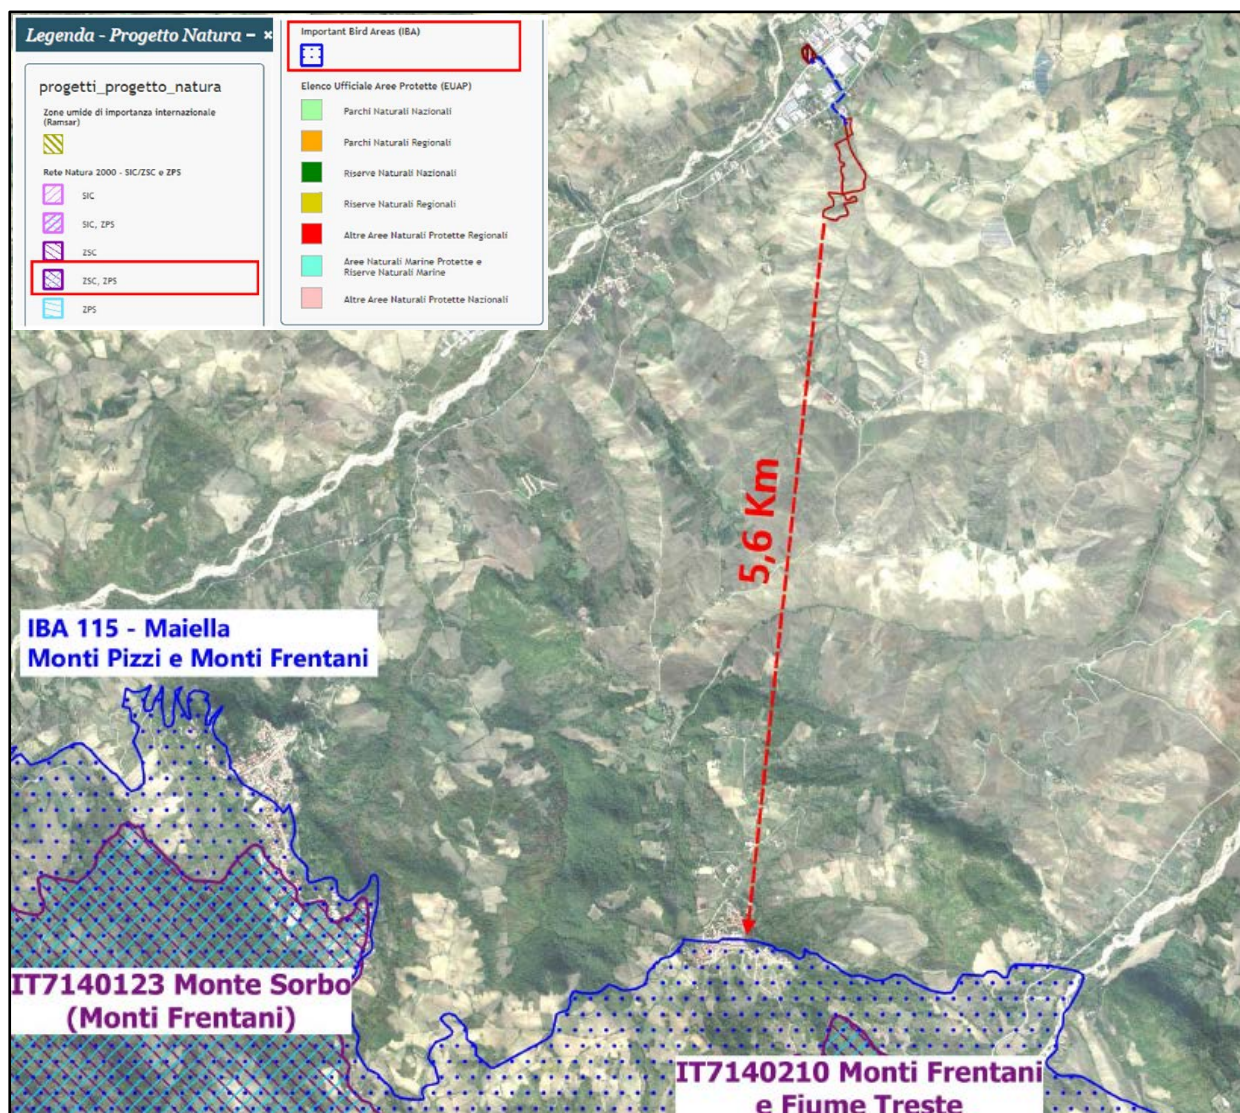 Legenda - Progetto Natura – ×
progetti_progetto_natura
Zone umide di importanza internazionale
(Ramsar)
Rete Natura 2000 - SIC/ZSC e ZPS
SIC
SIC, ZPS
ZSC
ZSC, ZPS
ZPS
Important Bird Areas (IBA)
Elenco Ufficiale Aree Protette (EUAP)
Parchi Naturali Nazionali
Parchi Naturali Regionali
Riserve Naturali Nazionali
Riserve Naturali Regionali
Altre Aree Naturali Protette Regionali
Aree Naturali Marine Protette e
Riserve Naturali Marine
Altre Aree Naturali Protette Nazionali
5,6 Km
IBA 115 - Maiella
Monti Pizzi e Monti Frentani
IT7140123 Monte Sorbo
(Monti Frentani)
IT7140210 Monti Frentani
e Fiume Treste